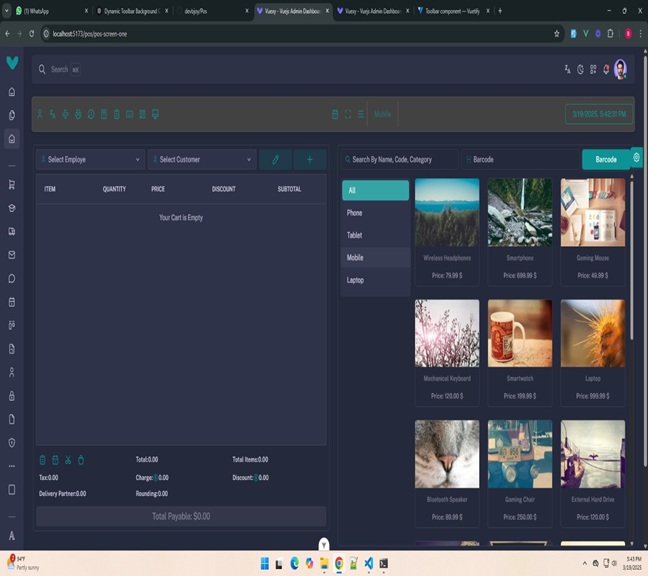 (1) WhatsApp
Dynamic Toolbar Background C
devjoy/Pos
Vuexy - Vuejs Admin Dashboa
Vuexy - Vuejs Admin Dashboa
Toolbar component — Vuetify
localhost:5173/pos/pos-screen-one
Search
Mobile
3/19/2025, 5:43:31 PM
Select Employe
Select Customer
Search By Name, Code, Category
Barcode
Barcode
ITEM QUANTITY PRICE DISCOUNT SUBTOTAL
Your Cart is Empty
All
Phone
Tablet
Mobile
Laptop
Wireless Headphones
Price: 79.99 $
Smartphone
Price: 699.99 $
Gaming Mouse
Price: 49.99 $
Mechanical Keyboard
Price: 120.00 $
Smartwatch
Price: 199.99 $
Laptop
Price: 999.99 $
Bluetooth Speaker
Price: 89.99 $
Gaming Chair
Price: 250.00 $
External Hard Drive
Price: 120.00 $
Total:0.00
Total Items:0.00
Tax:0.00
Charge: 0.00
Discount: 0.00
Delivery Partner:0.00
Rounding:0.00
Total Payable: $0.00
94°F
Partly sunny
5:43 PM
3/19/2025